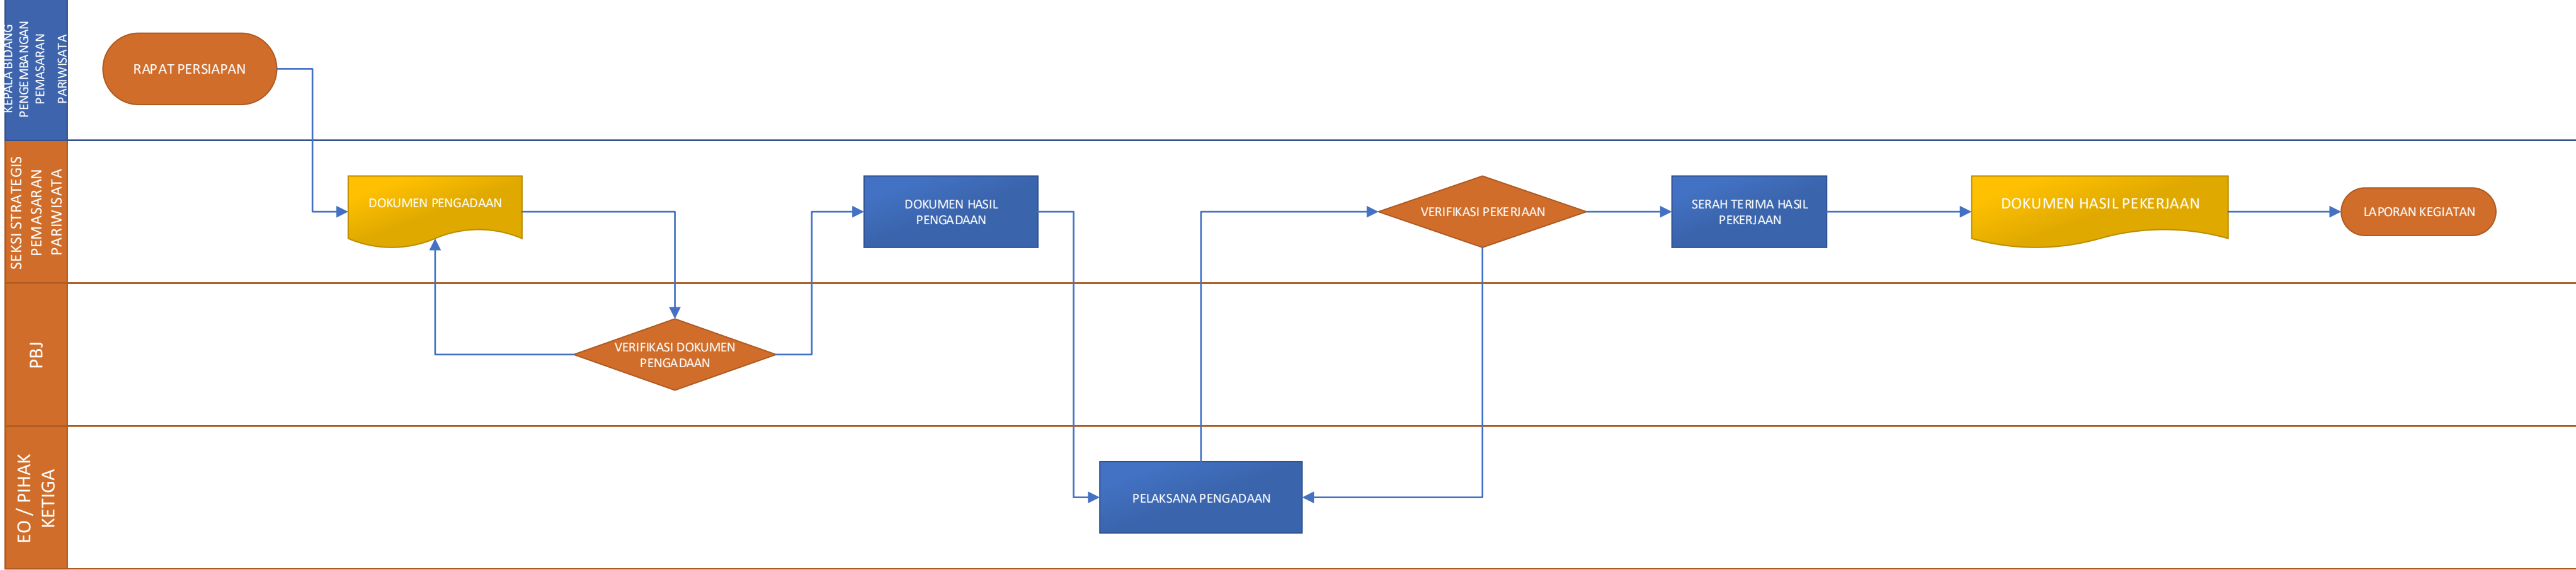 KEPALA BIDANG
PENGEMBANGAN
PEMASARAN
PARIWISATA
RAPAT PERSIAPAN
SEKSI STRATEGIS
PEMASARAN
PARIWISATA
DOKUMEN PENGADAAN
DOKUMEN HASIL
PENGADAAN
VERIFIKASI PEKERJAAN
SERAH TERIMA HASIL
PEKERJAAN
DOKUMEN HASIL PEKERJAAN
LAPORAN KEGIATAN
PBJ
VERIFIKASI DOKUMEN
PENGADAAN
EO / PIHAK
KETIGA
PELAKSANA PENGADAAN